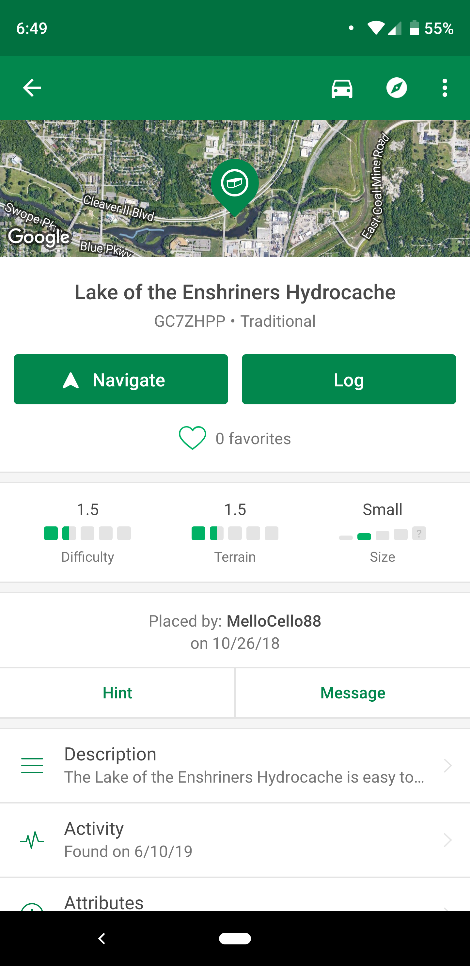 6:49
55%
East Coal Mine Road
Cleaver II Blvd
Swope Pk
Google
Blue Pkwy
Lake of the Enshriners Hydrocache
GC7ZHPP • Traditional
Navigate
Log
0 favorites
1.5
1.5
Small
?
Difficulty
Terrain
Size
Placed by: MelloCello88
on 10/26/18
Hint
Message
Description
The Lake of the Enshriners Hydrocache is easy to...
Activity
Found on 6/10/19
Attributes